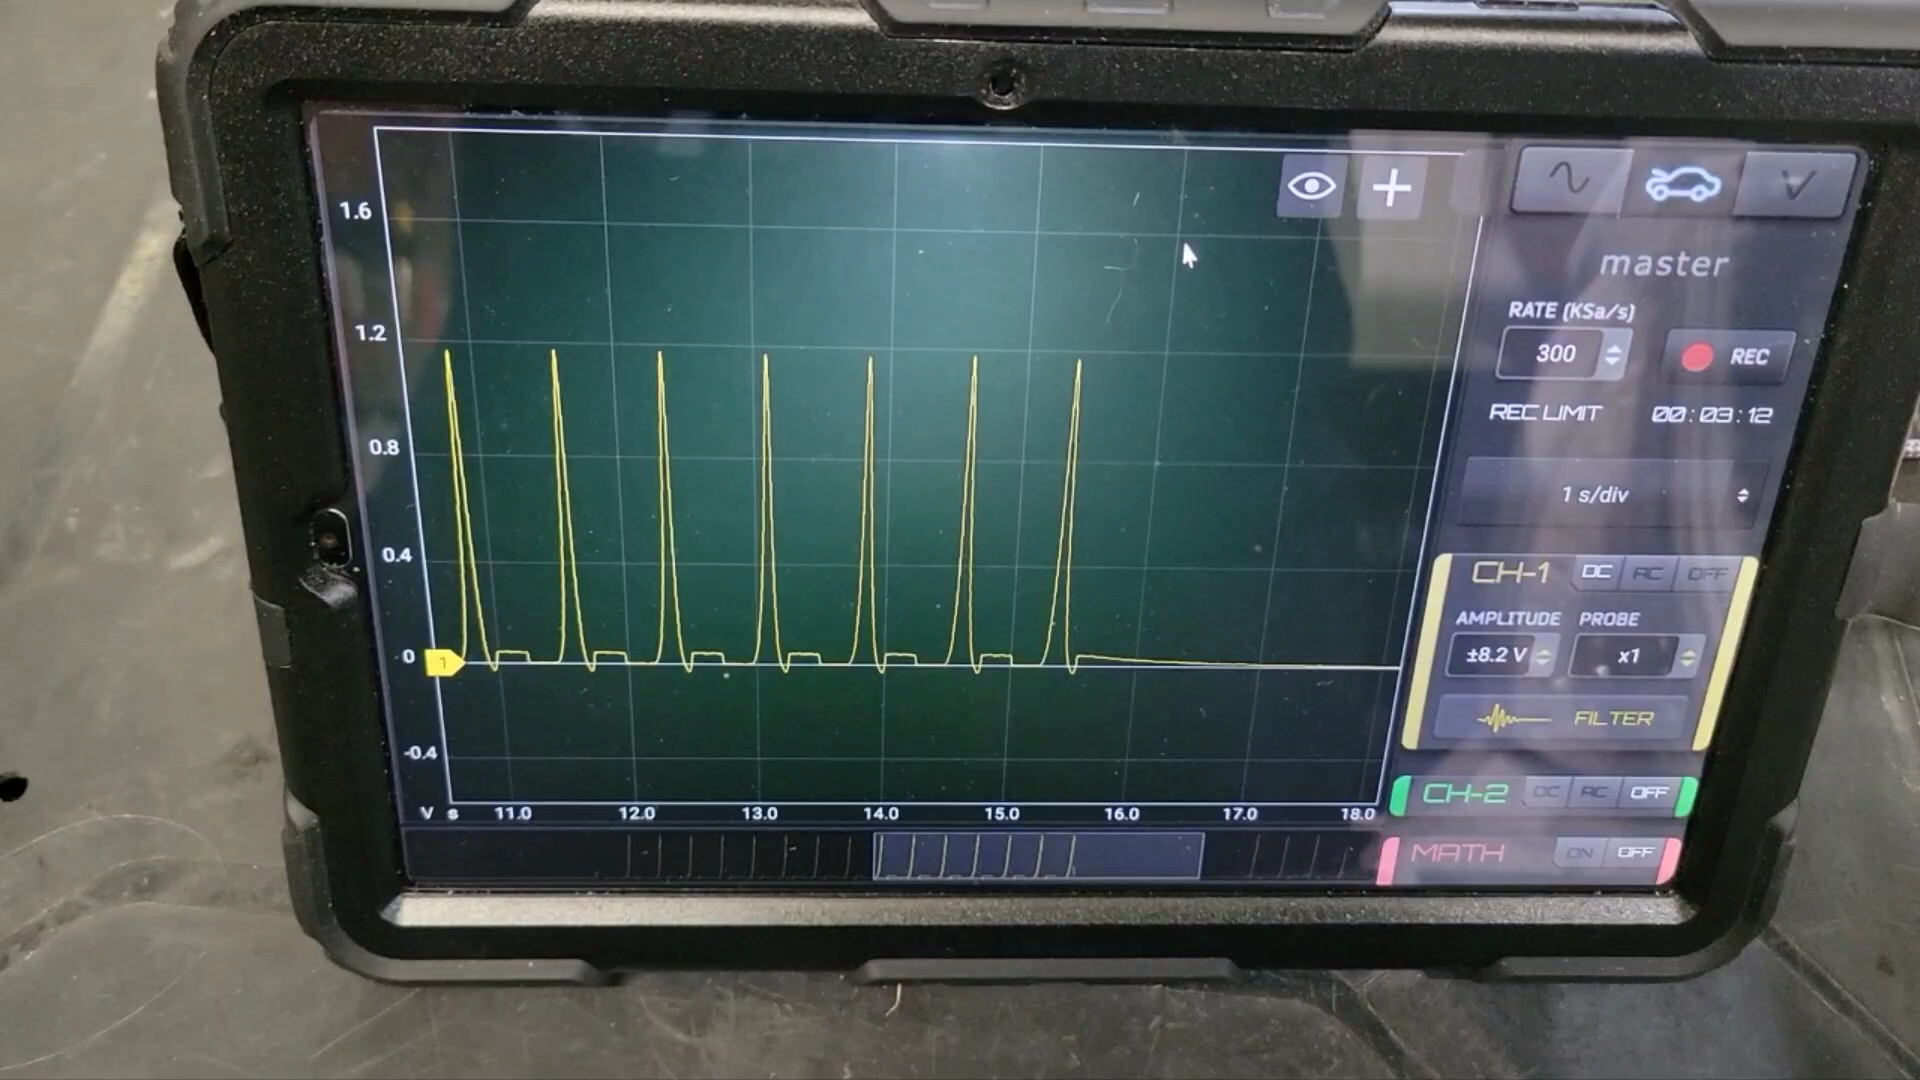 1.6
1.2
0.8
0.4
0
1
-0.4
V s 11.0 12.0 13.0 14.0 15.0 16.0 17.0 18.0
master
RATE (KSa/s)
300
REC
REC LIMIT 00:03:12
1 s/div
CH-1 DC AC OFF
AMPLITUDE PROBE
±8.2 V x1
FILTER
CH-2 DC AC OFF
MATH ON OFF